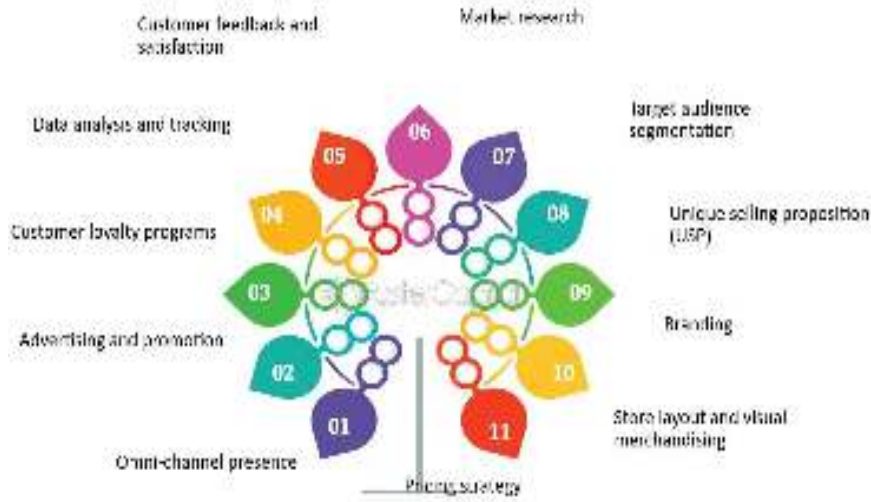 Customer feedback and
satisfaction
Market research
Data analysis and tracking
Target audience
segmentation
06
05
07
04
08
Customer loyalty programs
Unique selling proposition
(USP)
03
09
Advertising and promotion
Branding
02
10
01
11
Store layout and visual
merchandising
Omni-channel presence
Pricing strategy